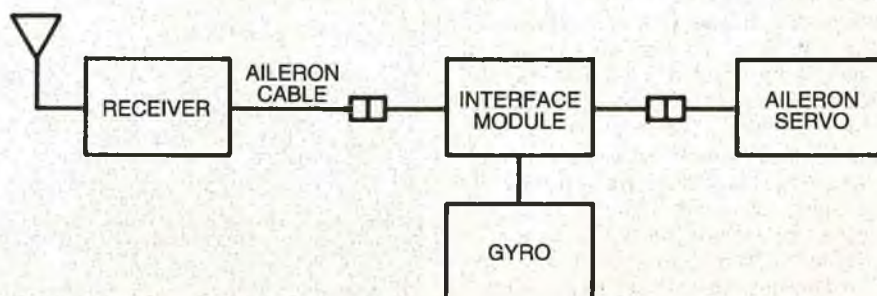 RECEIVER
AILERON
CABLE
INTERFACE
MODULE
AILERON
SERVO
GYRO